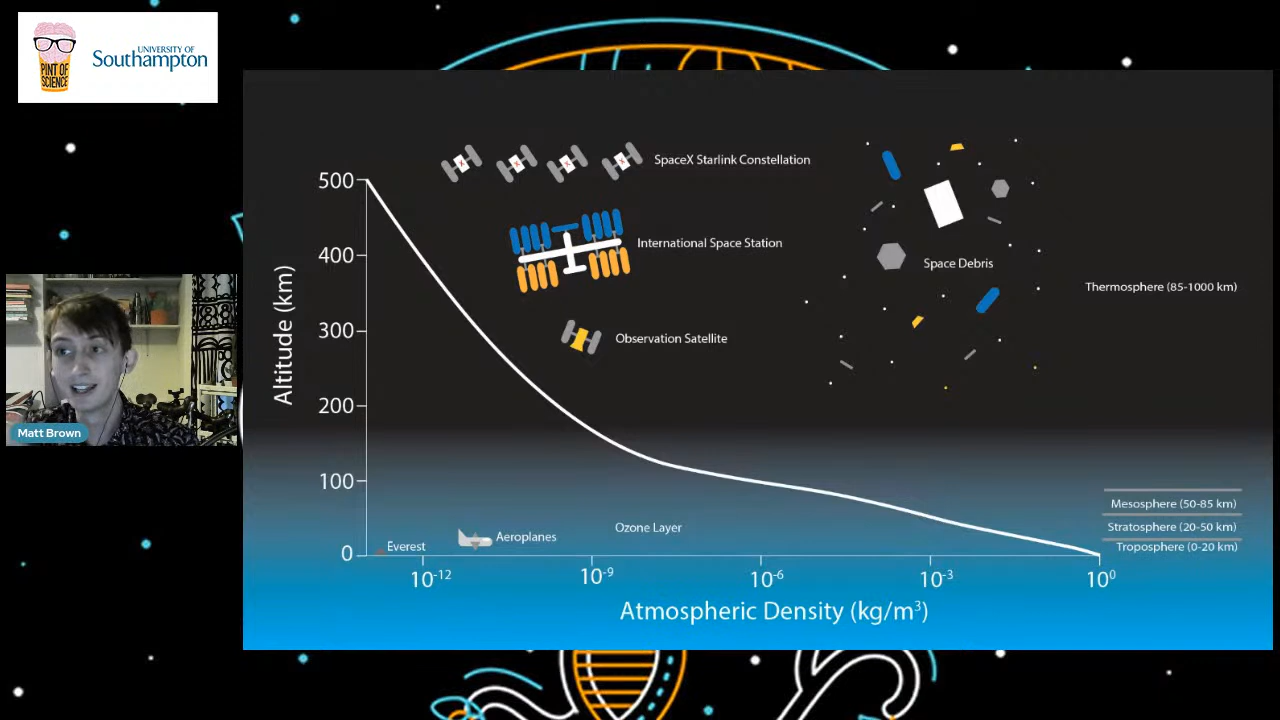 PINT OF
SCIENCE
UNIVERSITY OF
Southampton
Matt Brown
SpaceX Starlink Constellation
International Space Station
Observation Satellite
Space Debris
Thermosphere (85-1000 km)
Mesosphere (50-85 km)
Stratosphere (20-50 km)
Troposphere (0-20 km)
Ozone Layer
Aeroplanes
Everest
Altitude (km)
500
400
300
200
100
0
10⁻¹²
10⁻⁹
10⁻⁶
10⁻³
10⁰
Atmospheric Density (kg/m³)